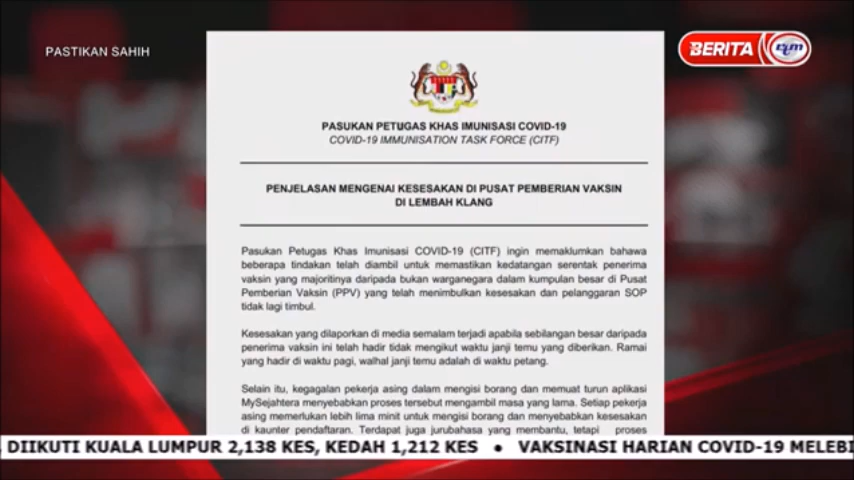 PASTIKAN SAHIH
BERITA rtm
PASUKAN PETUGAS KHAS IMUNISASI COVID-19
COVID-19 IMMUNISATION TASK FORCE (CITF)
PENJELASAN MENGENAI KESESAKAN DI PUSAT PEMBERIAN VAKSIN
DI LEMBAH KLANG
Pasukan Petugas Khas Imunisasi COVID-19 (CITF) ingin memaklumkan bahawa
beberapa tindakan telah diambil untuk memastikan kedatangan serentak penerima
vaksin yang majoritinya daripada bukan warganegara dalam kumpulan besar di Pusat
Pemberian Vaksin (PPV) yang telah menimbulkan kesesakan dan pelanggaran SOP
tidak lagi timbul.
Kesesakan yang dilaporkan di media semalam terjadi apabila sebilangan besar daripada
penerima vaksin ini telah hadir tidak mengikut waktu janji temu yang diberikan. Ramai
yang hadir di waktu pagi, walhal janji temu adalah di waktu petang.
Selain itu, kegagalan pekerja asing dalam mengisi borang dan memuat turun aplikasi
MySejahtera menyebabkan proses tersebut mengambil masa yang lama. Setiap pekerja
asing memerlukan lebih lima minit untuk mengisi borang dan menyebabkan kesesakan
di kaunter pendaftaran. Terdapat juga jurubahasa yang membantu, tetapi proses
DIIKUTI KUALA LUMPUR 2,138 KES, KEDAH 1,212 KES ● VAKSINASI HARIAN COVID-19 MELEBI